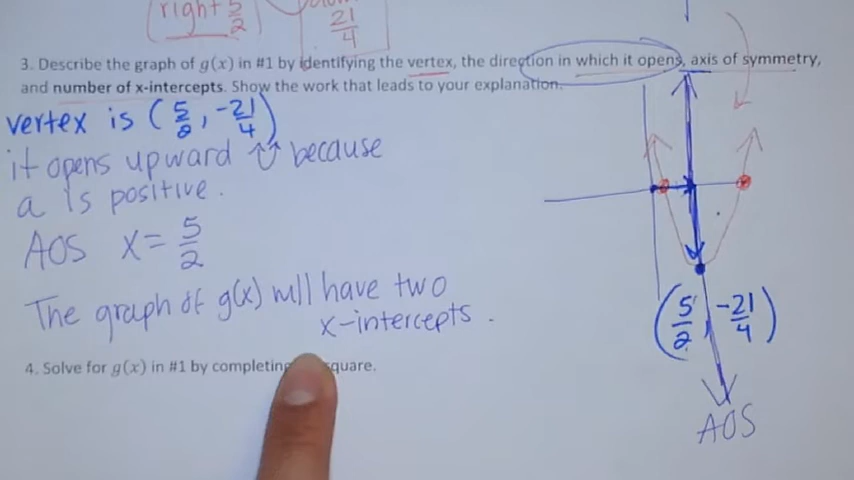 right 5/2
21/4
3. Describe the graph of g(x) in #1 by identifying the vertex, the direction in which it opens, axis of symmetry,
and number of x-intercepts. Show the work that leads to your explanation.
vertex is (5/2, -21/4)
it opens upward because
a is positive.
AOS x = 5/2
The graph of g(x) will have two
x-intercepts.
(5/2, -21/4)
4. Solve for g(x) in #1 by completing square.
AOS